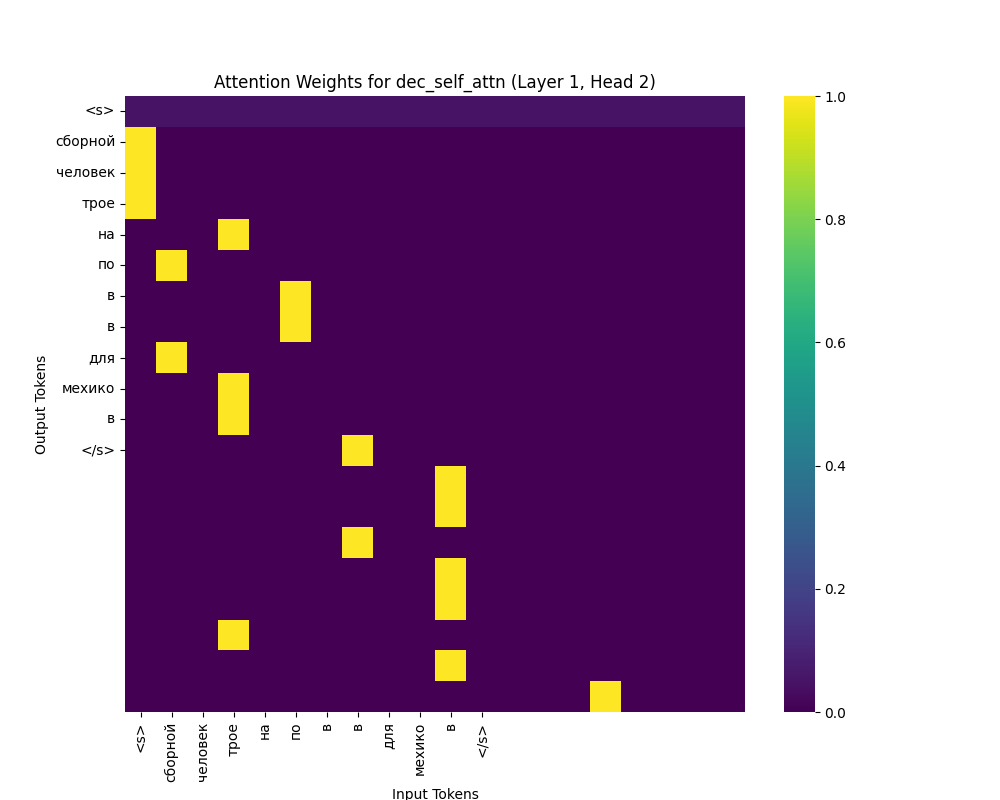 Attention Weights for dec_self_attn (Layer 1, Head 2)
<s>
сборной
человек
трое
на
по
в
в
для
мехико
в
</s>
Output Tokens
<s>
сборной
человек
трое
на
по
в
в
для
мехико
в
</s>
Input Tokens
1.0
0.8
0.6
0.4
0.2
0.0